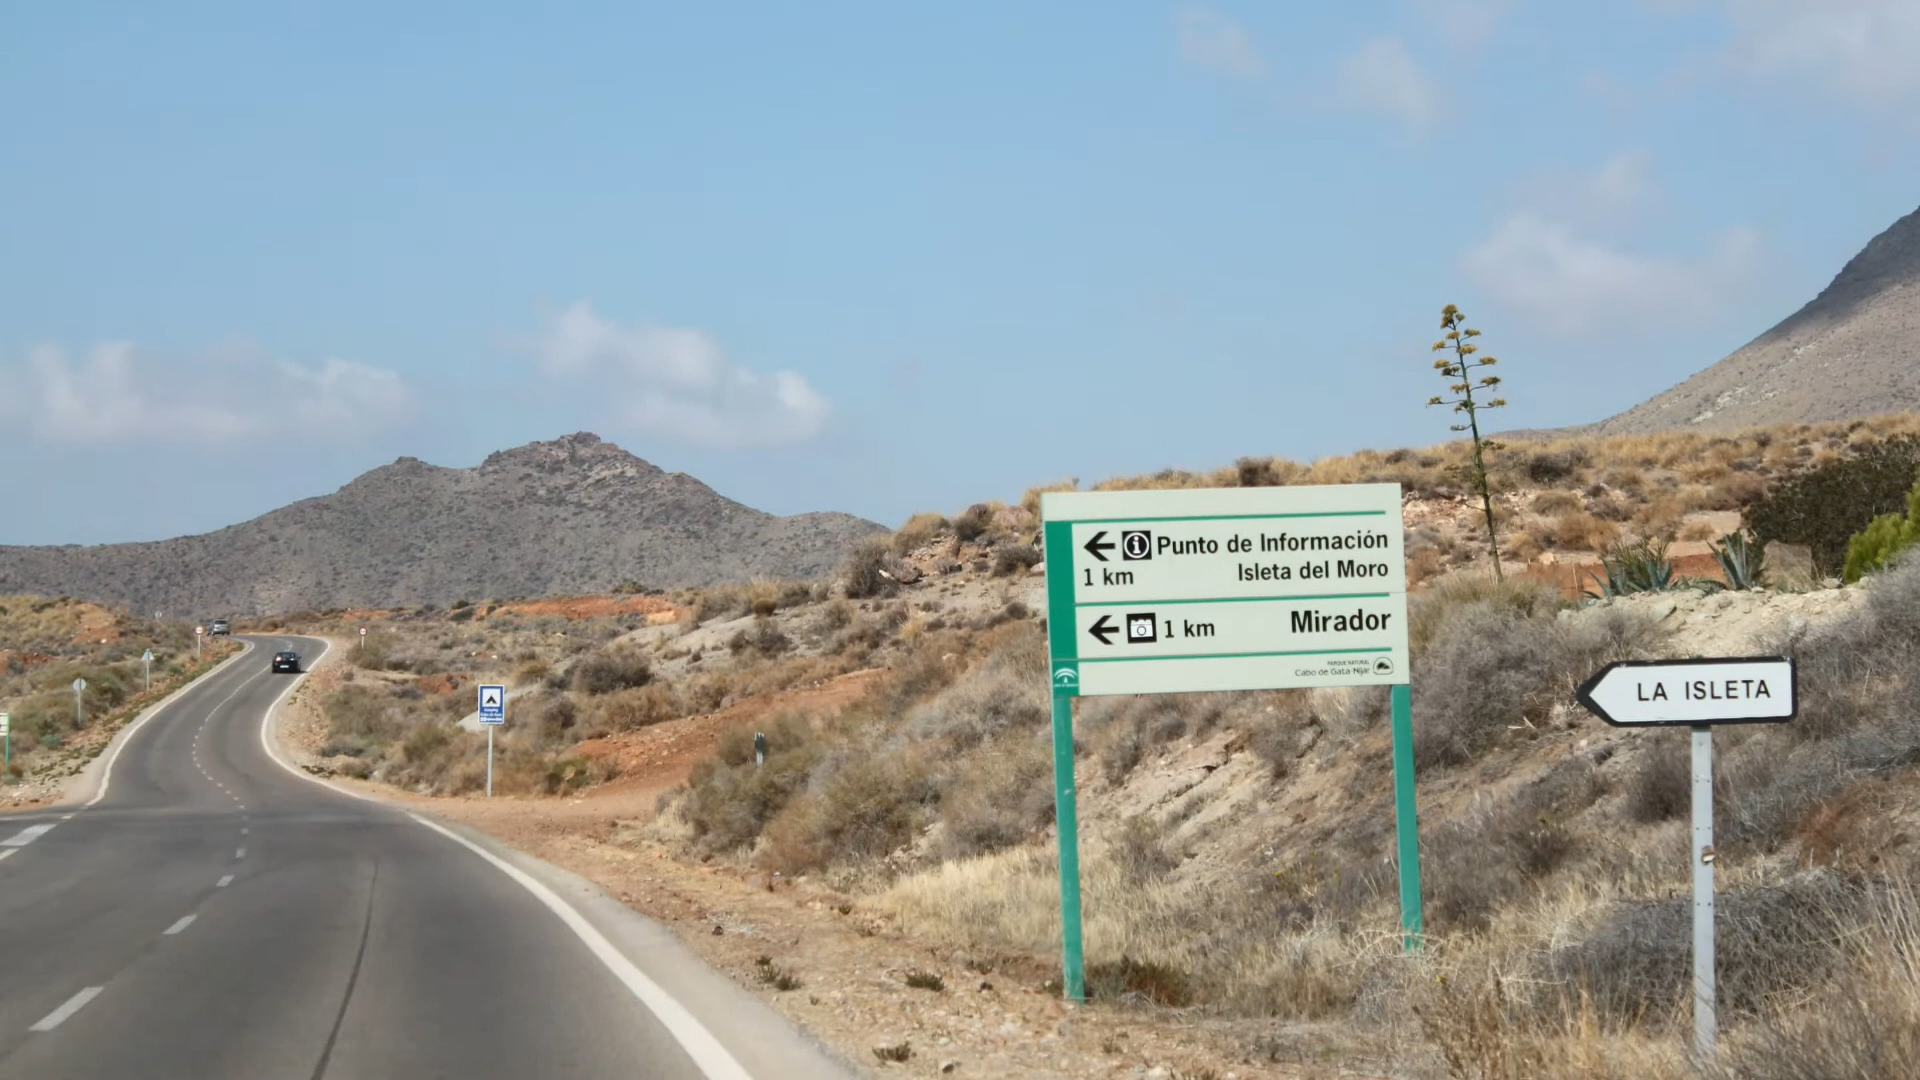 Punto de Información
1 km
Isleta del Moro
1 km
Mirador
PARQUE NATURAL
Cabo de Gata-Níjar
LA ISLETA